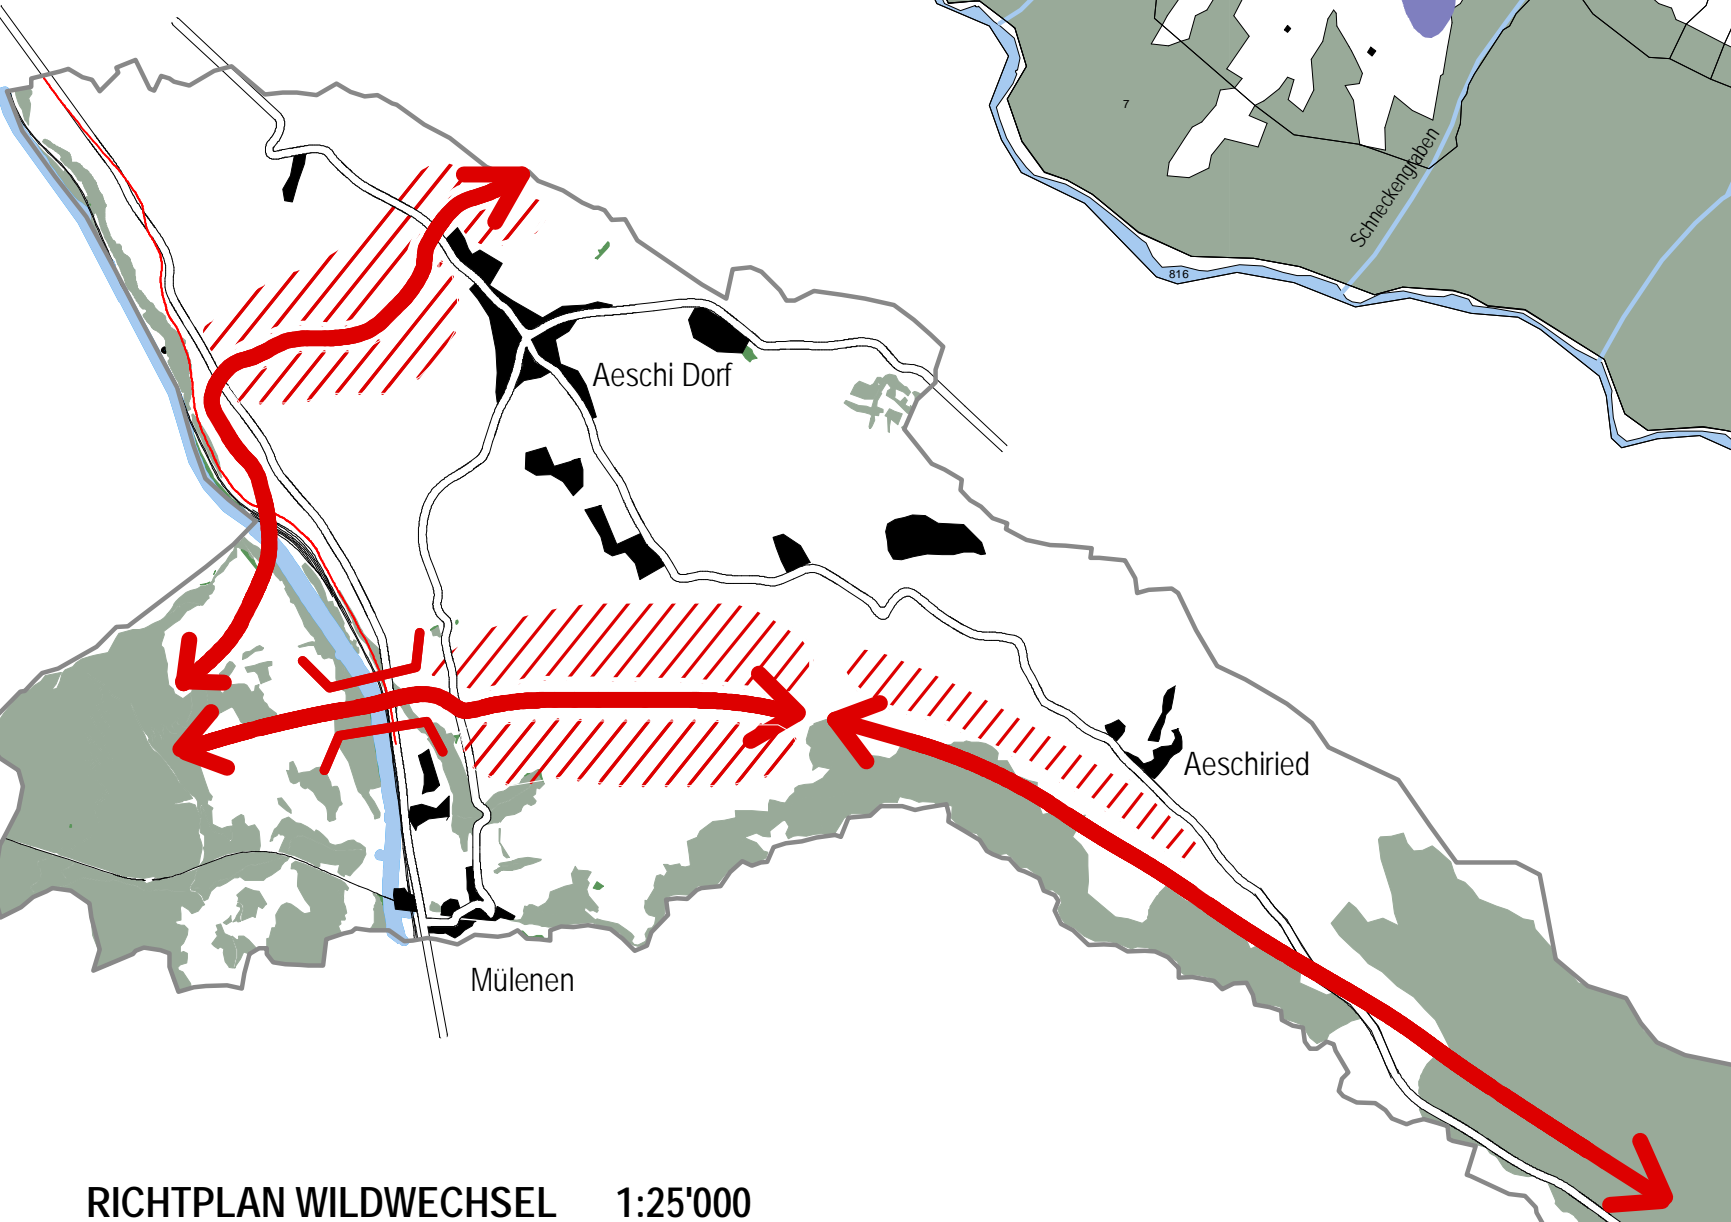 7
Schneckengraben
816
Aeschi Dorf
Aeschiried
Mülenen
RICHTPLAN WILDWECHSEL 1:25'000